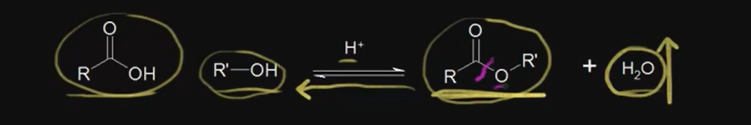 O
R OH R'—OH H⁺ O R O R' + H₂O